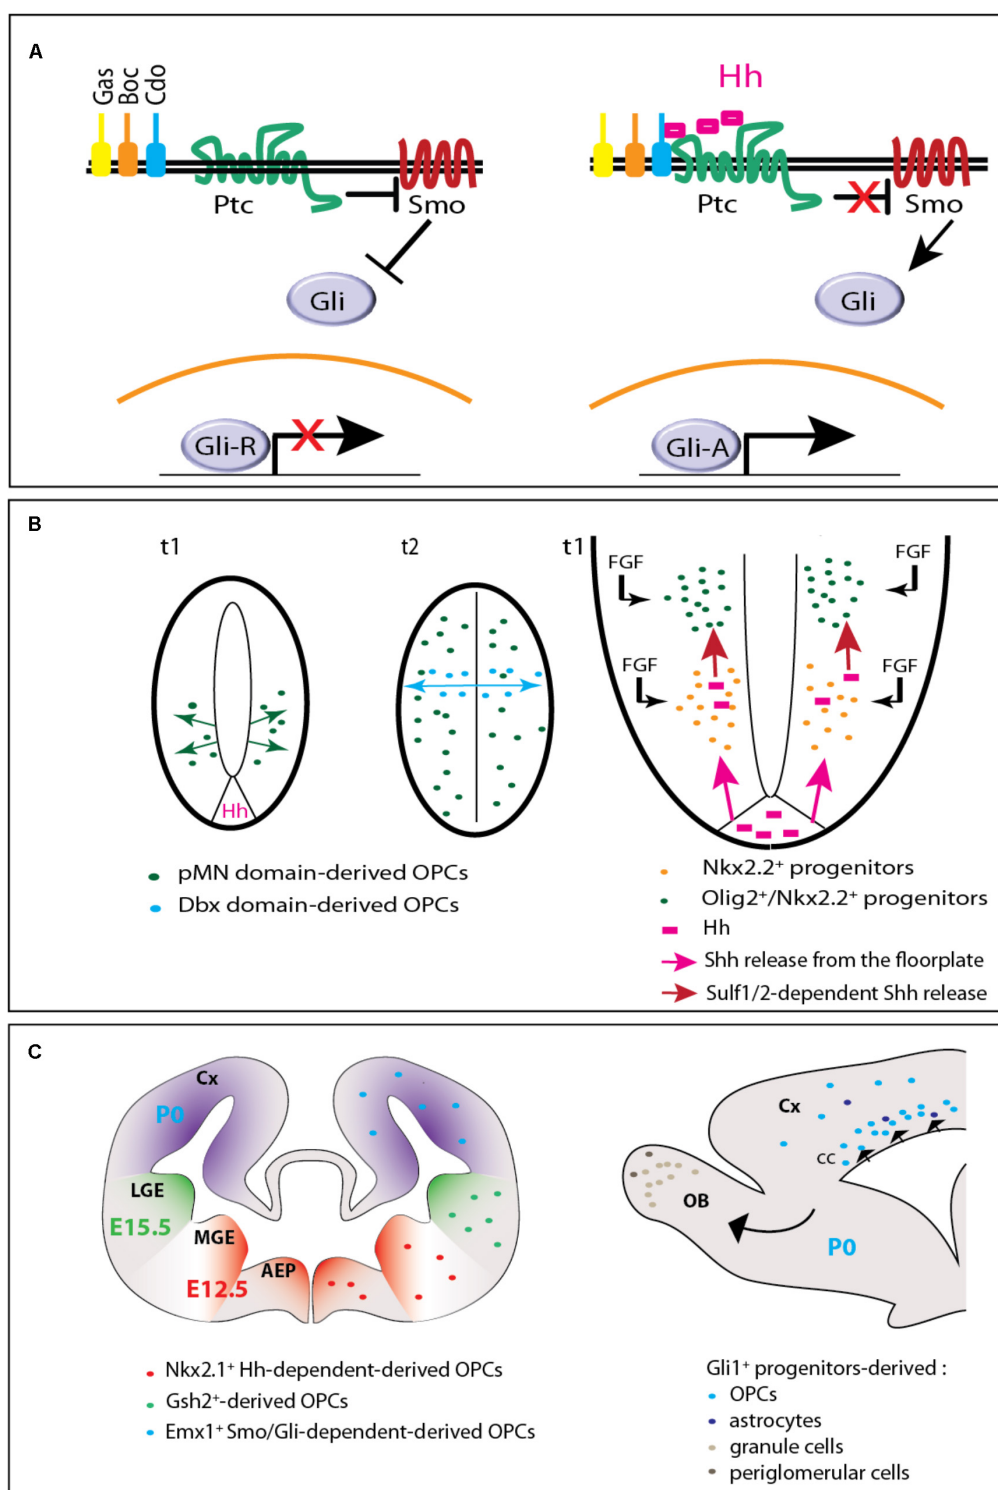 A
Gas
Boc
Cdo
Ptc
Smo
Gli
Gli-R
X
Hh
Ptc
X
Smo
Gli
Gli-A
B
t1
t2
t1
Hh
FGF
FGF
FGF
FGF
pMN domain-derived OPCs
Dbx domain-derived OPCs
Nkx2.2⁺ progenitors
Olig2⁺/Nkx2.2⁺ progenitors
Hh
Shh release from the floorplate
Sulf1/2-dependent Shh release
C
Cx
P0
LGE
E15.5
MGE
AEP
E12.5
Cx
cc
OB
P0
Nkx2.1⁺ Hh-dependent-derived OPCs
Gsh2⁺-derived OPCs
Emx1⁺ Smo/Gli-dependent-derived OPCs
Gli1⁺ progenitors-derived :
OPCs
astrocytes
granule cells
periglomerular cells